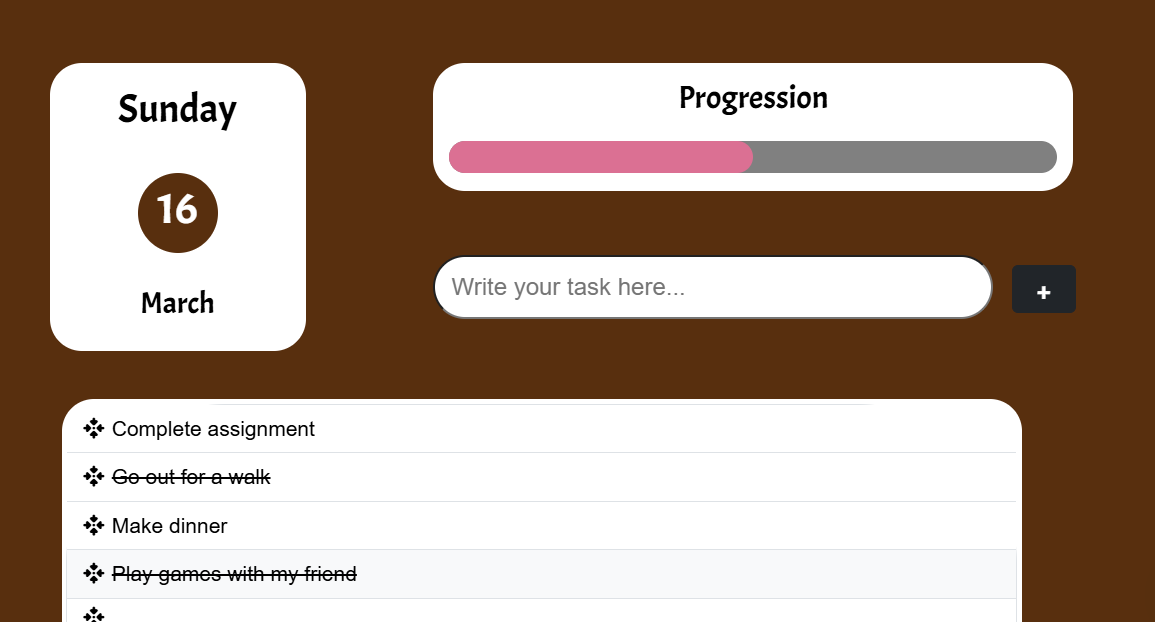 Sunday
16
March
Progression
Write your task here...
+
Complete assignment
Go out for a walk
Make dinner
Play games with my friend